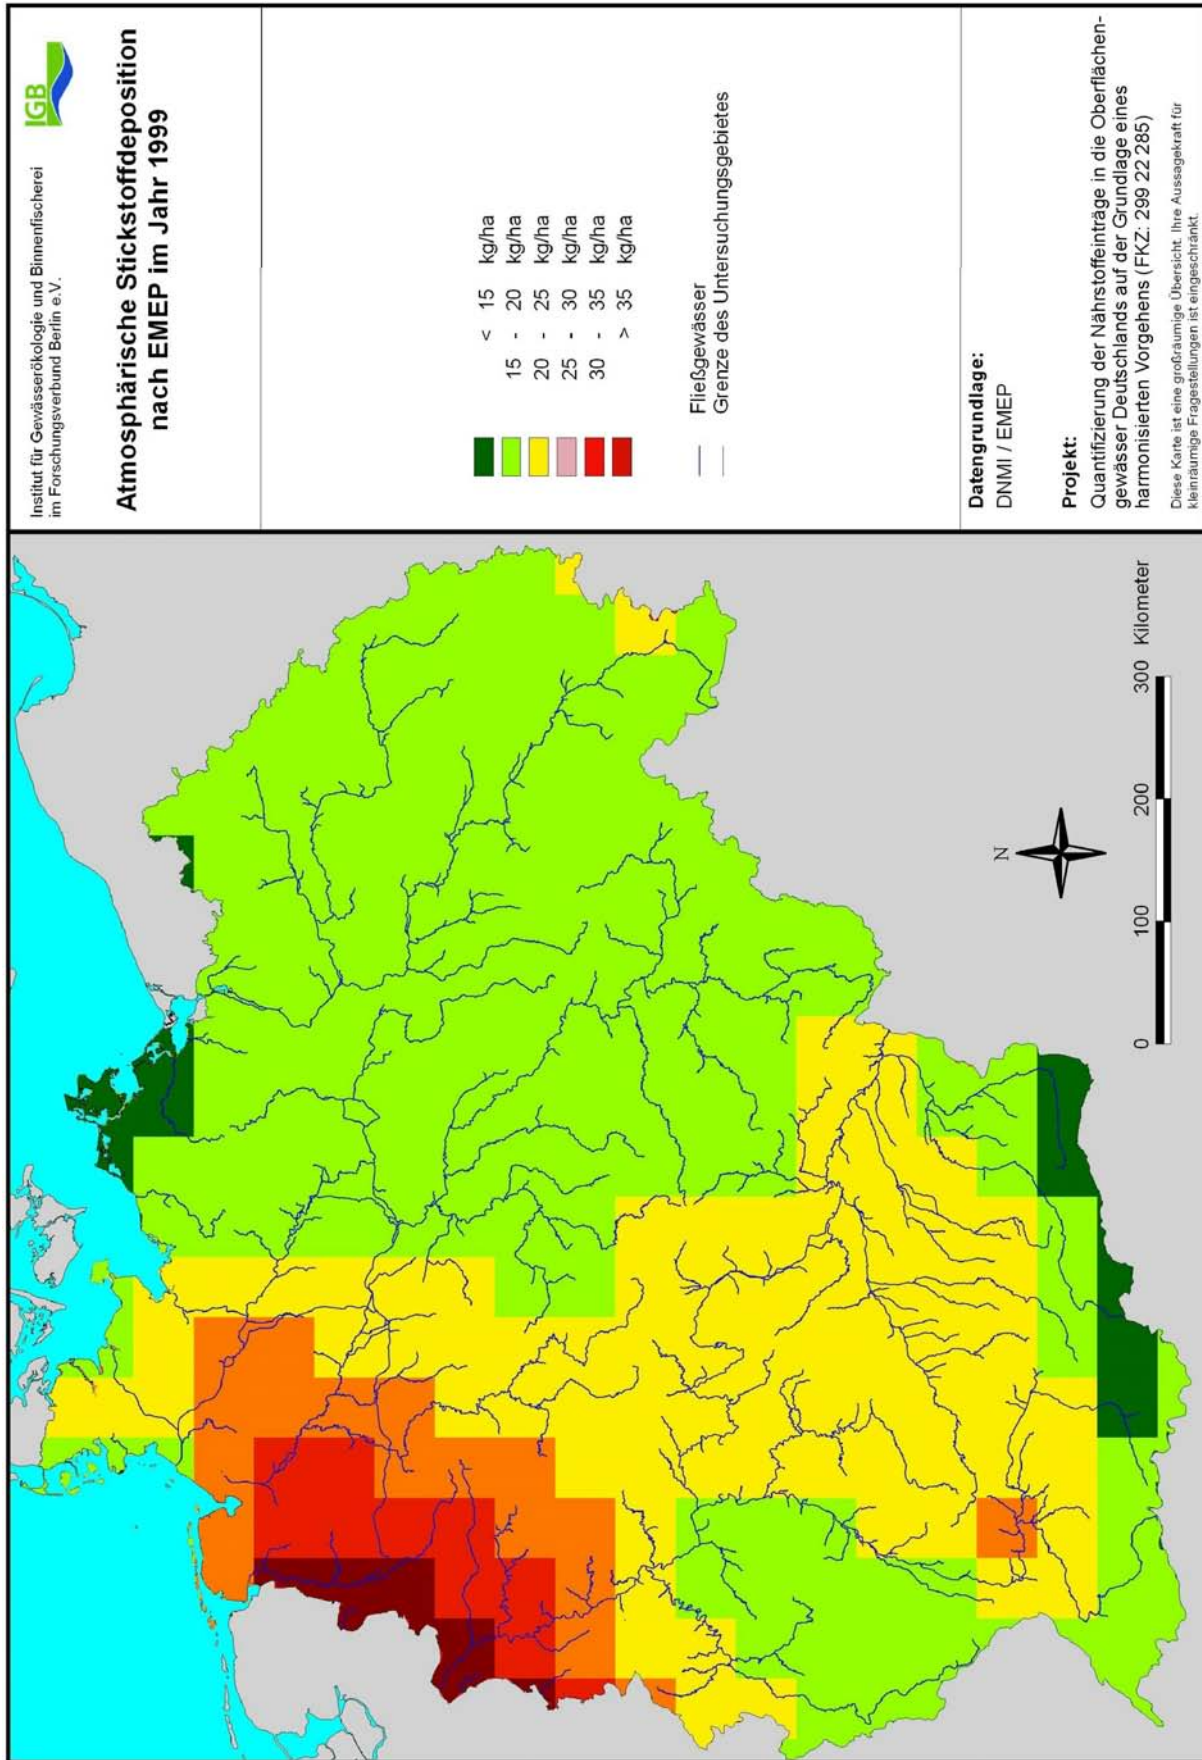 Institut für Gewässerökologie und Binnenfischerei
im Forschungsverbund Berlin e.V.
IGB
Atmosphärische Stickstoffdeposition
nach EMEP im Jahr 1999
< 15 kg/ha
15 - 20 kg/ha
20 - 25 kg/ha
25 - 30 kg/ha
30 - 35 kg/ha
> 35 kg/ha
Fließgewässer
Grenze des Untersuchungsgebietes
Datengrundlage:
DNMI / EMEP
Projekt:
Quantifizierung der Nährstoffeinträge in die Oberflächen-
gewässer Deutschlands auf der Grundlage eines
harmonisierten Vorgehens (FKZ: 299 22 285)
Diese Karte ist eine großräumige Übersicht. Ihre Aussagekraft für
kleinräumige Fragestellungen ist eingeschränkt.
N
0 100 200 300 Kilometer